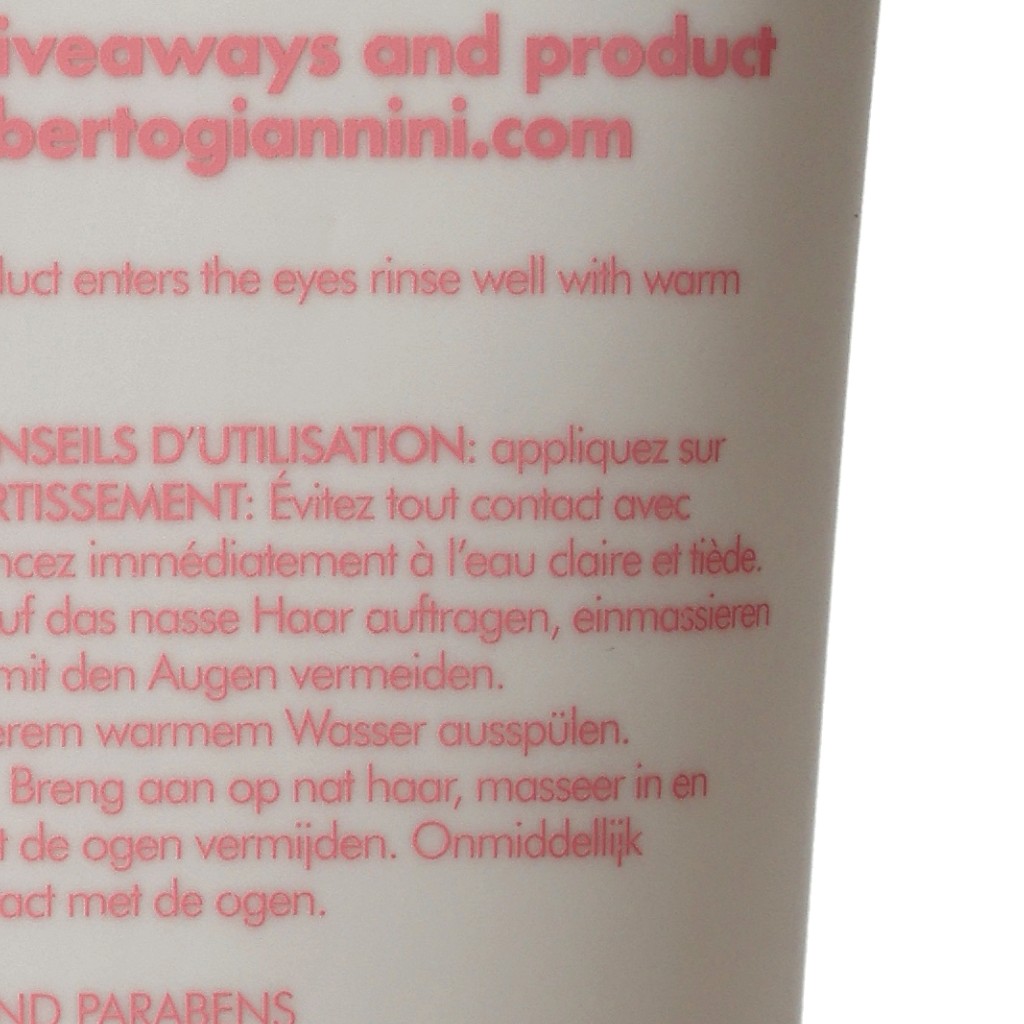 iveaways and product
bertogiannini.com
luct enters the eyes rinse well with warm
NSEILS D'UTILISATION: appliquez sur
RTISSEMENT: Évitez tout contact avec
ncez immédiatement à l'eau claire et tiède.
uf das nasse Haar auftragen, einmassieren
mit den Augen vermeiden.
erem warmem Wasser ausspülen.
Breng aan op nat haar, masseer in en
t de ogen vermijden. Onmiddellijk
act met de ogen.
ND PARABENS